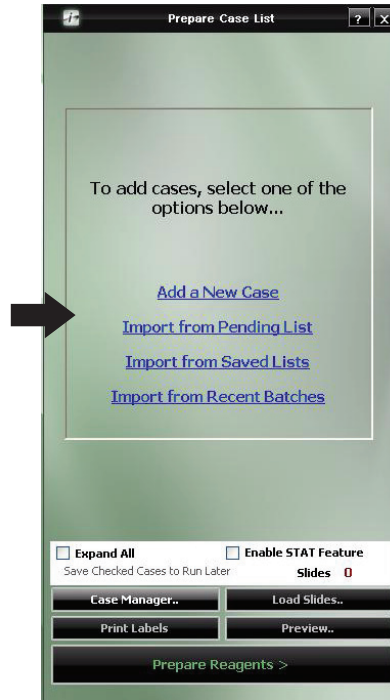 i+ Prepare Case List ? X
To add cases, select one of the
options below...
Add a New Case
Import from Pending List
Import from Saved Lists
Import from Recent Batches
Expand All Enable STAT Feature
Save Checked Cases to Run Later Slides 0
Case Manager.. Load Slides..
Print Labels Preview..
Prepare Reagents >